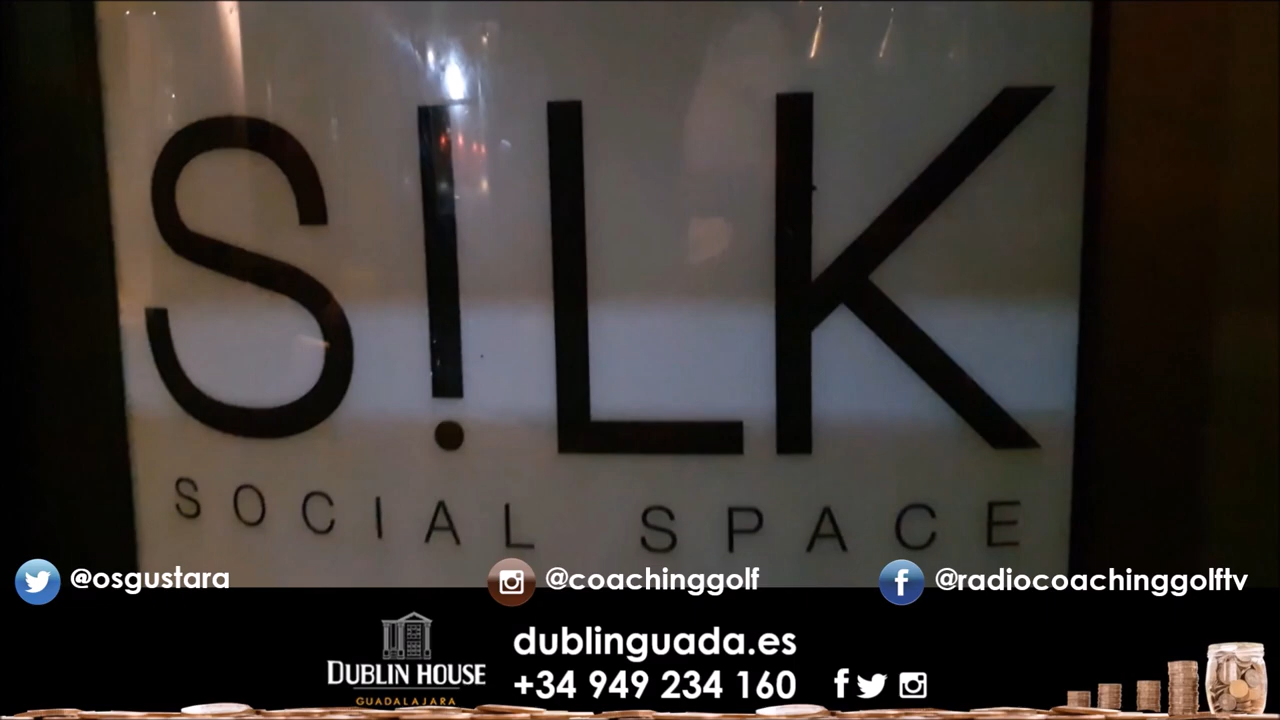 S!LK
SOCIAL SPACE
@osgustara
@coachinggolf
@radiocoachinggolftv
DUBLIN HOUSE
GUADALAJARA
dublinguada.es
+34 949 234 160